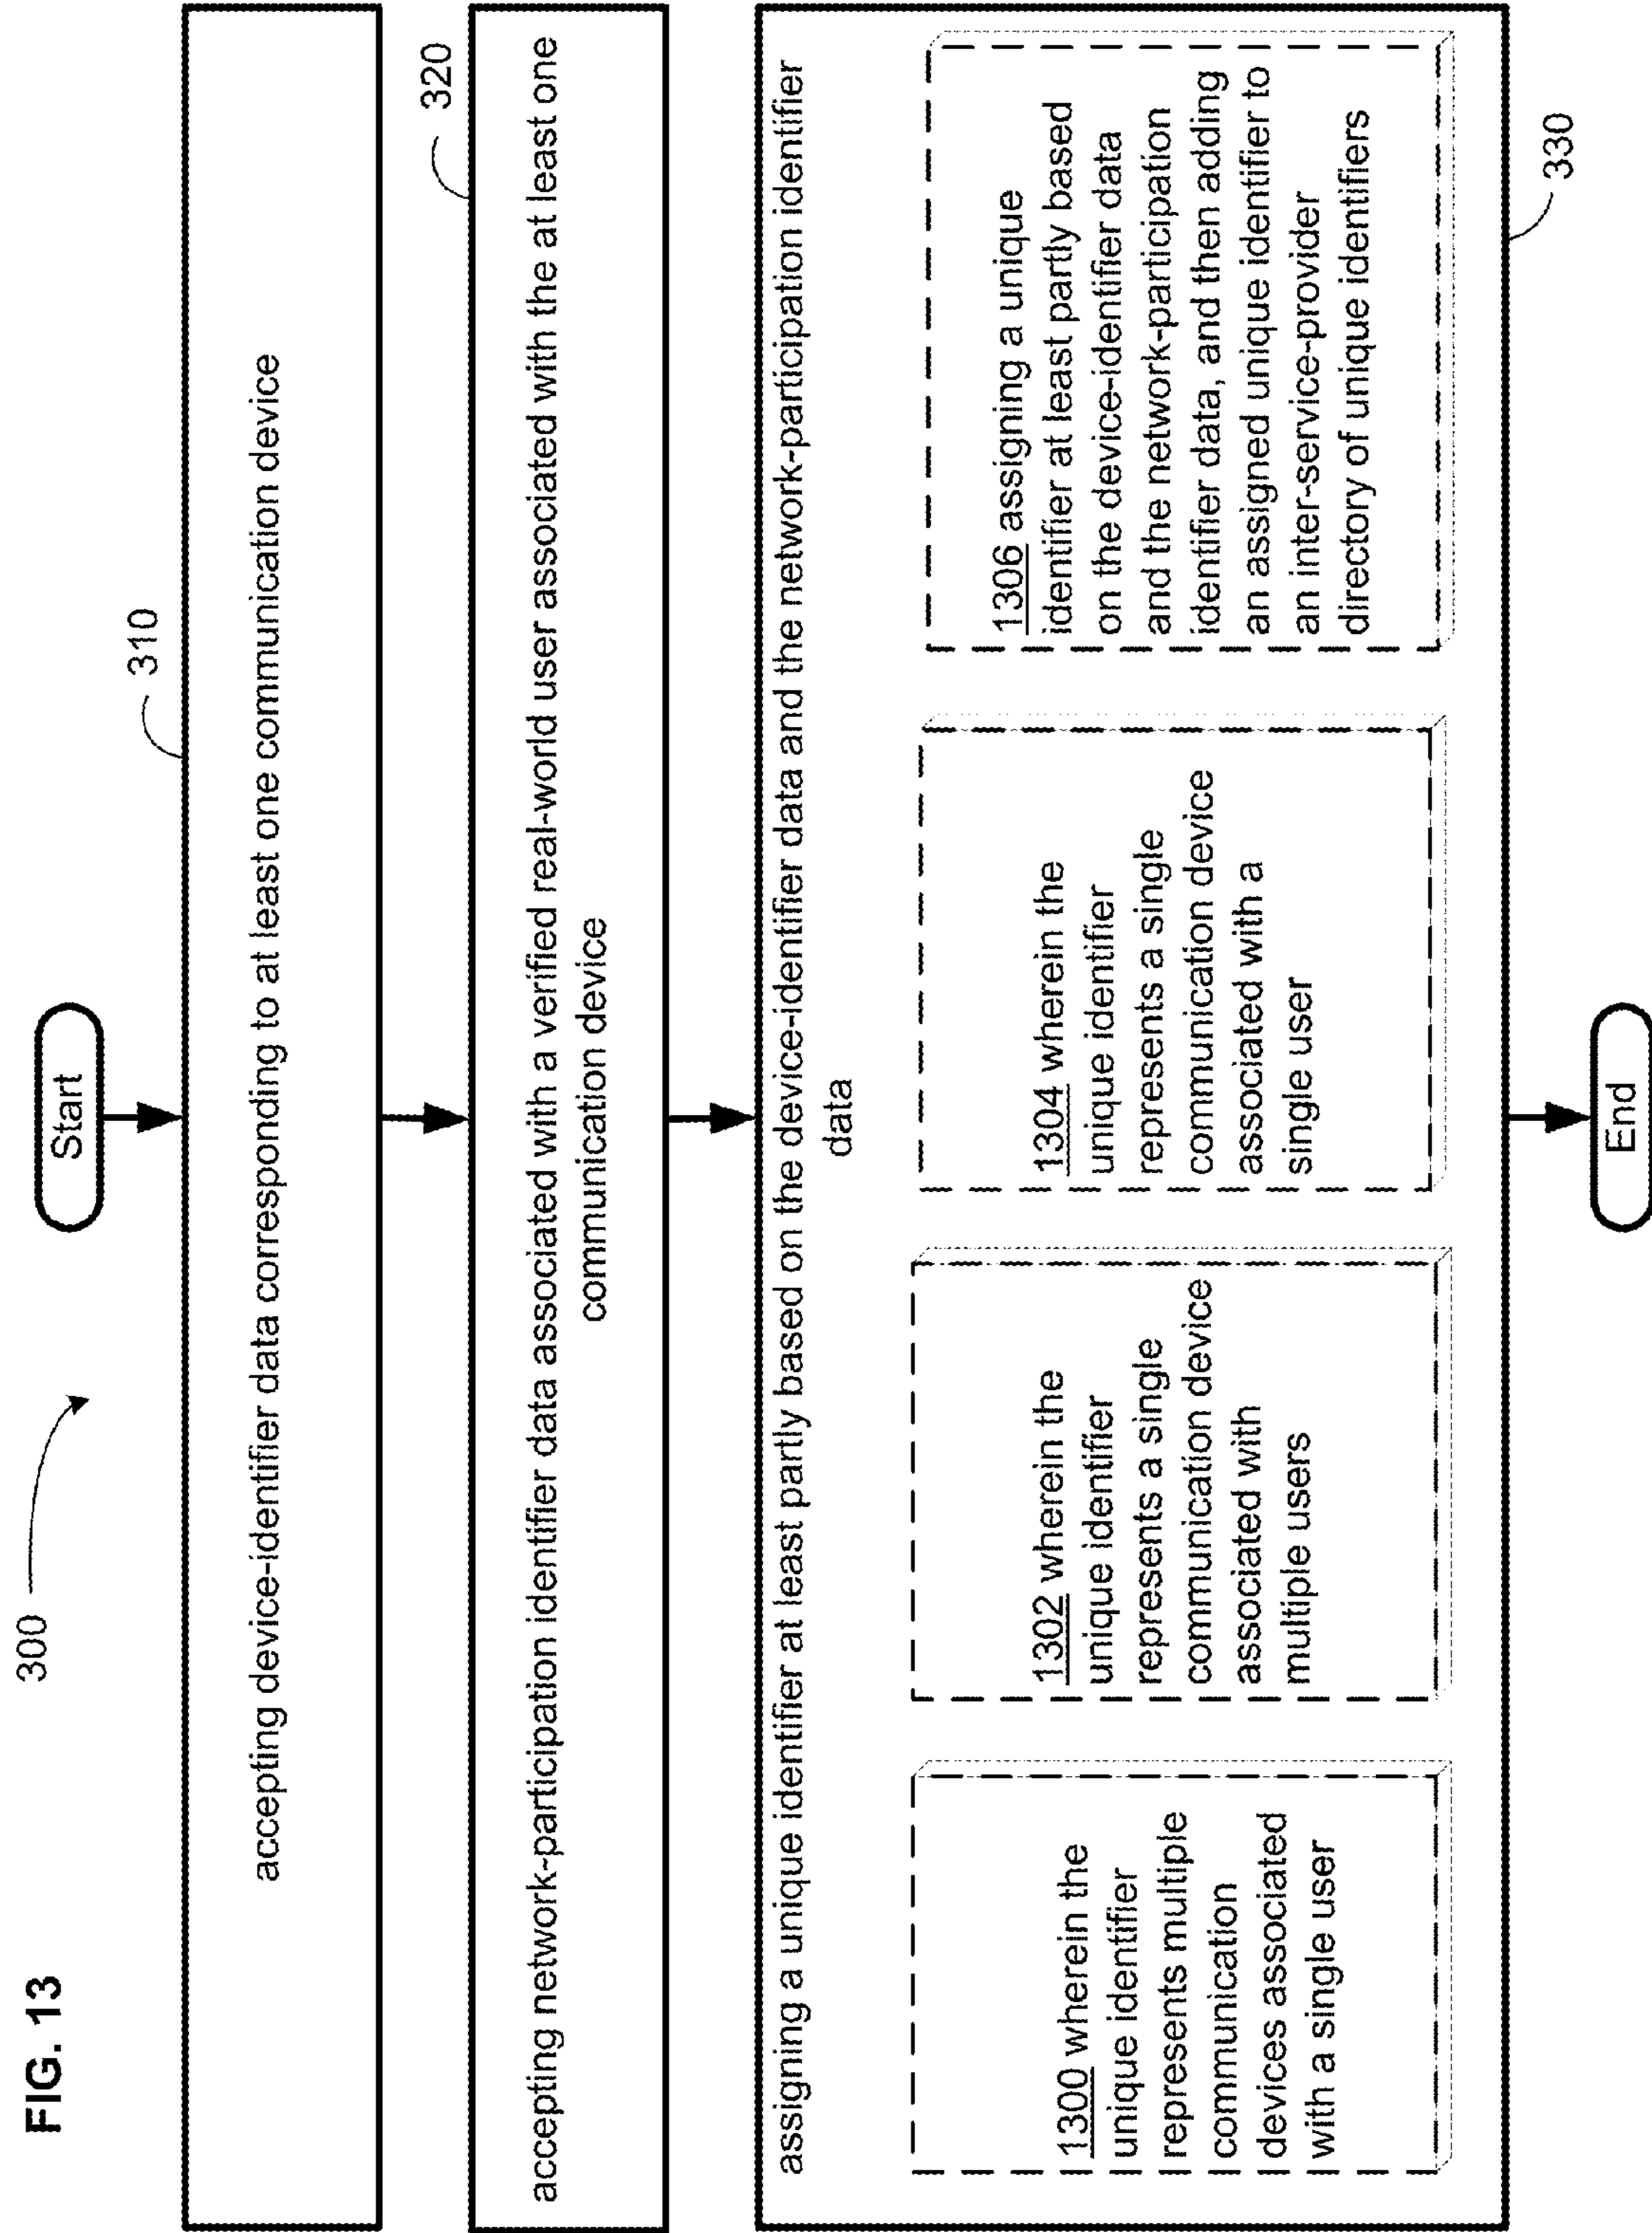 FIG. 13
300
Start
310
accepting device-identifier data corresponding to at least one communication device
320
accepting network-participation identifier data associated with a verified real-world user associated with the at least one
communication device
assigning a unique identifier at least partly based on the device-identifier data and the network-participation identifier
data
1300 wherein the
unique identifier
represents multiple
communication
devices associated
with a single user
1302 wherein the
unique identifier
represents a single
communication device
associated with
multiple users
1304 wherein the
unique identifier
represents a single
communication device
associated with a
single user
1306 assigning a unique
identifier at least partly based
on the device-identifier data
and the network-participation
identifier data, and then adding
an assigned unique identifier to
an inter-service-provider
directory of unique identifiers
330
End